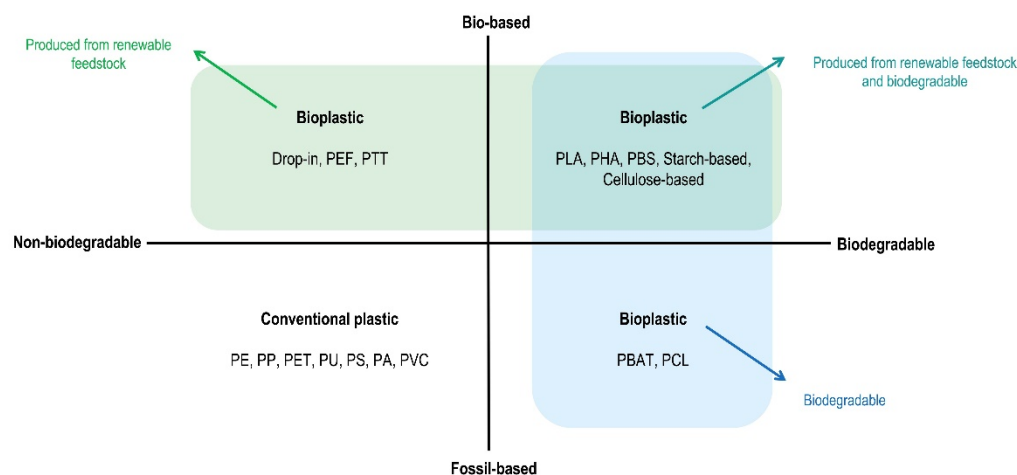 Bio-based
Produced from renewable
feedstock
Produced from renewable feedstock
and biodegradable
Bioplastic
Drop-in, PEF, PTT
Bioplastic
PLA, PHA, PBS, Starch-based,
Cellulose-based
Non-biodegradable
Biodegradable
Conventional plastic
PE, PP, PET, PU, PS, PA, PVC
Bioplastic
PBAT, PCL
Biodegradable
Fossil-based